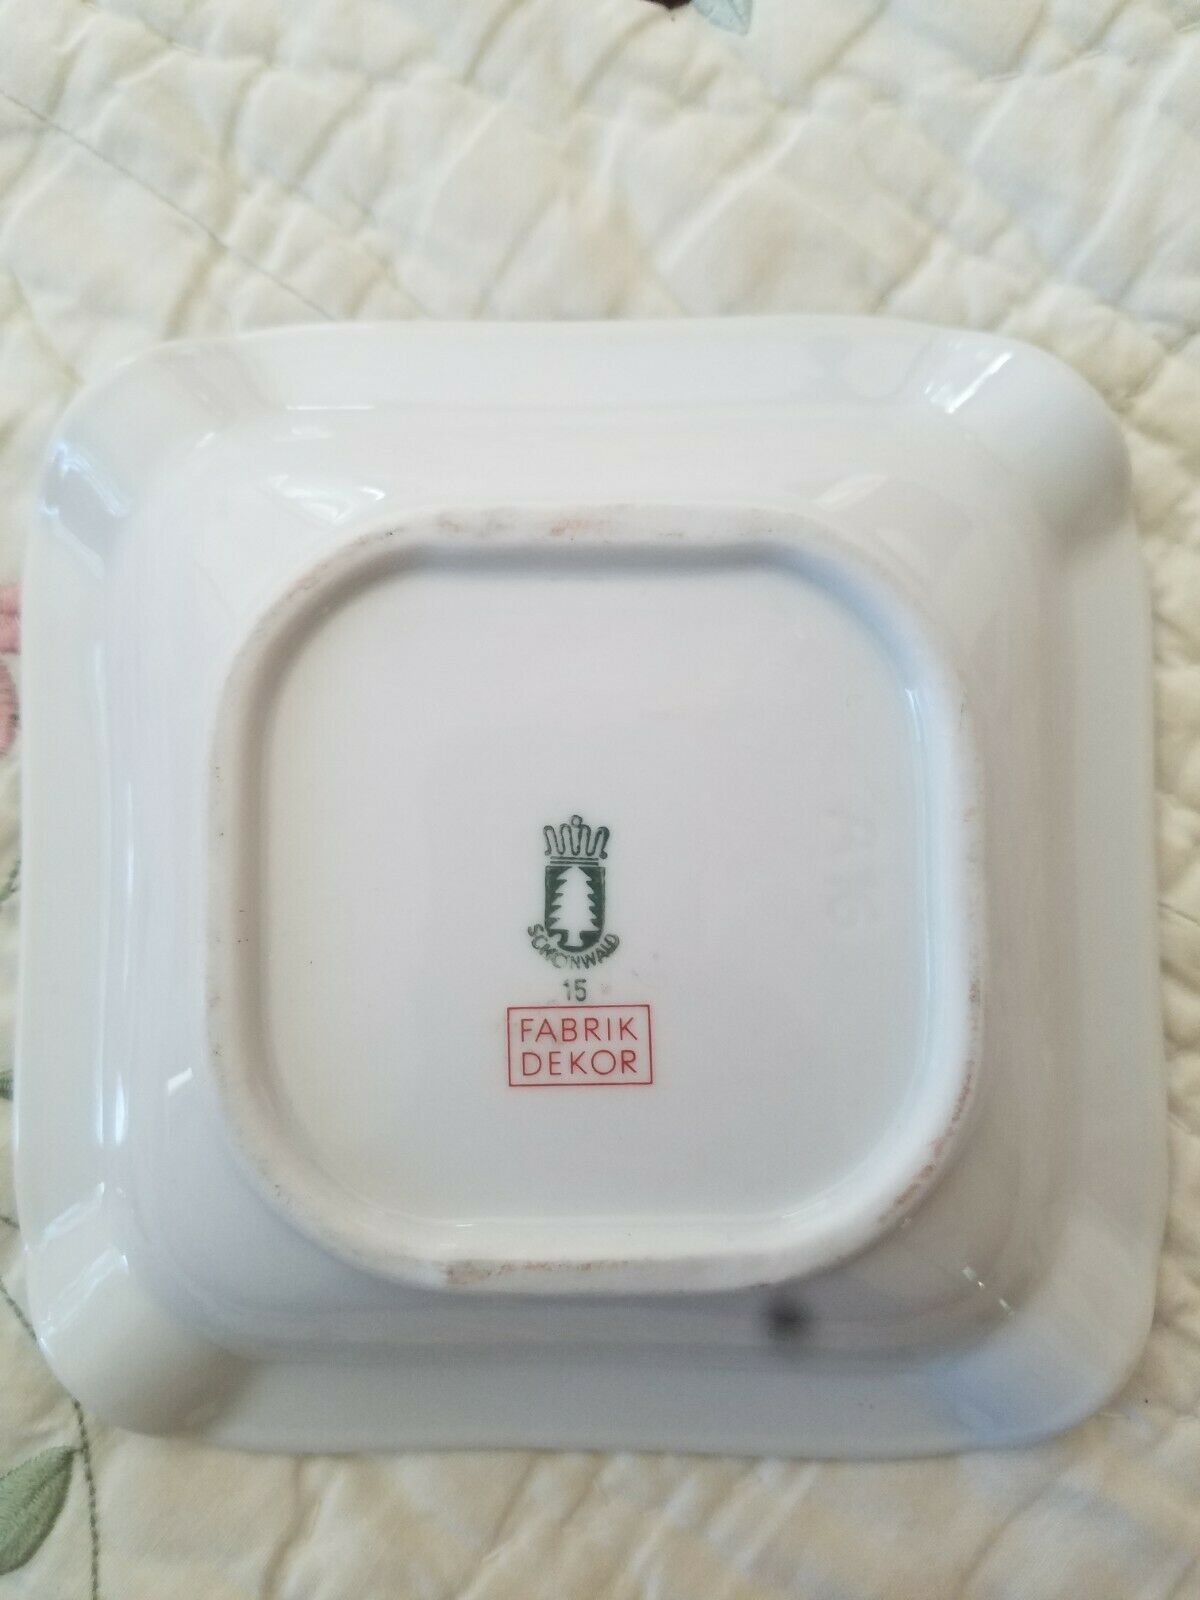 SCHÖNWALD
15
FABRIK
DEKOR